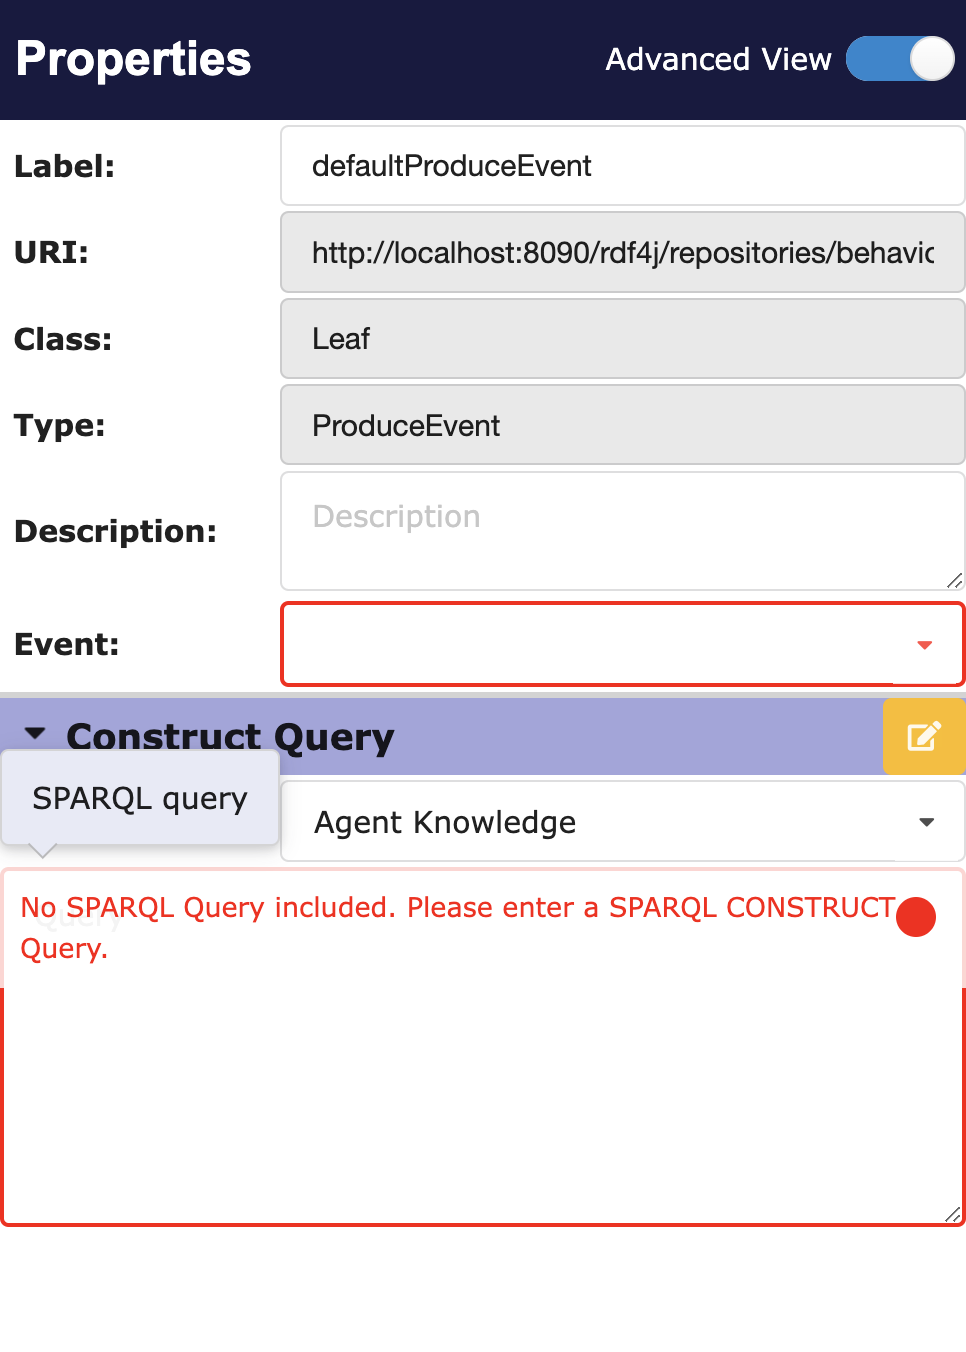 Properties
Advanced View
Label:
defaultProduceEvent
URI:
http://localhost:8090/rdf4j/repositories/behavic
Class:
Leaf
Type:
ProduceEvent
Description:
Description
Event:
Construct Query
SPARQL query
Agent Knowledge
No SPARQL Query included. Please enter a SPARQL CONSTRUCT
Query.
Query